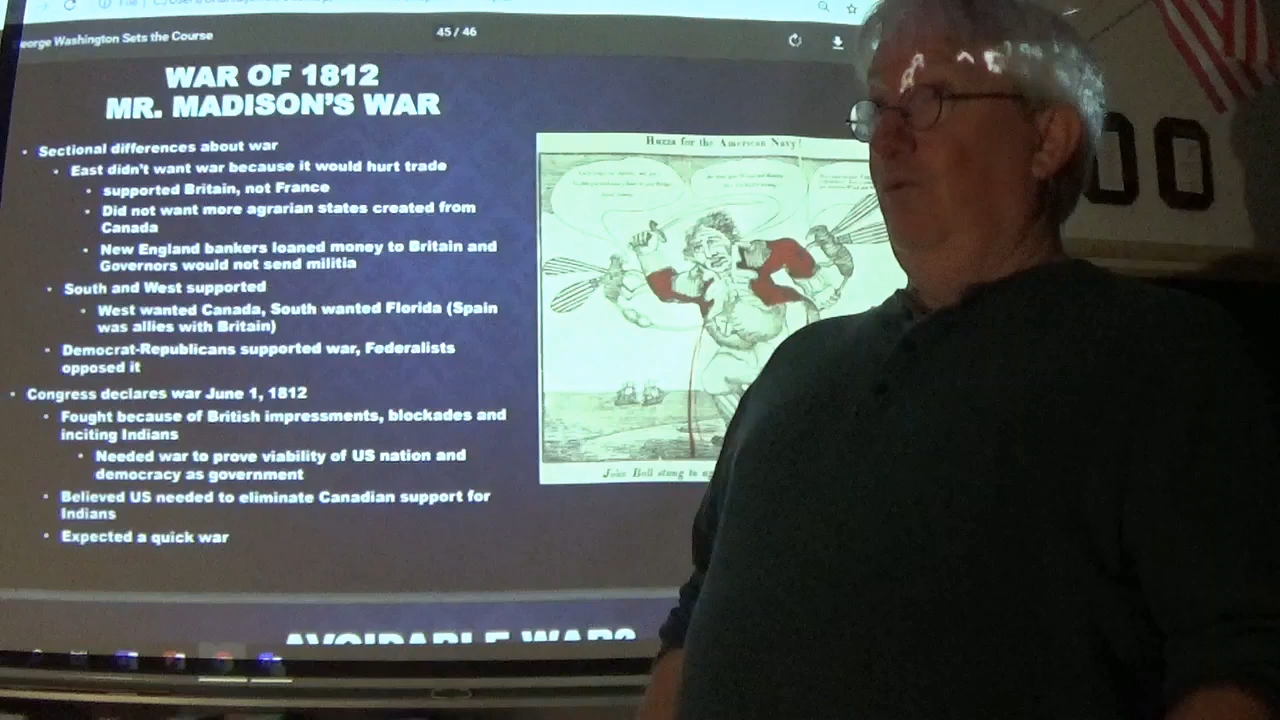 George Washington Sets the Course
45 / 46
WAR OF 1812
MR. MADISON'S WAR
Sectional differences about war
East didn't want war because it would hurt trade
supported Britain, not France
Did not want more agrarian states created from
Canada
New England bankers loaned money to Britain and
Governors would not send militia
South and West supported
West wanted Canada, South wanted Florida (Spain
was allies with Britain)
Democrat-Republicans supported war, Federalists
opposed it
Congress declares war June 1, 1812
Fought because of British impressments, blockades and
inciting Indians
Needed war to prove viability of US nation and
democracy as government
Believed US needed to eliminate Canadian support for
Indians
Expected a quick war
Huzza for the American Navy!
John Bull stung to
AVOIDABLE WAR?
00